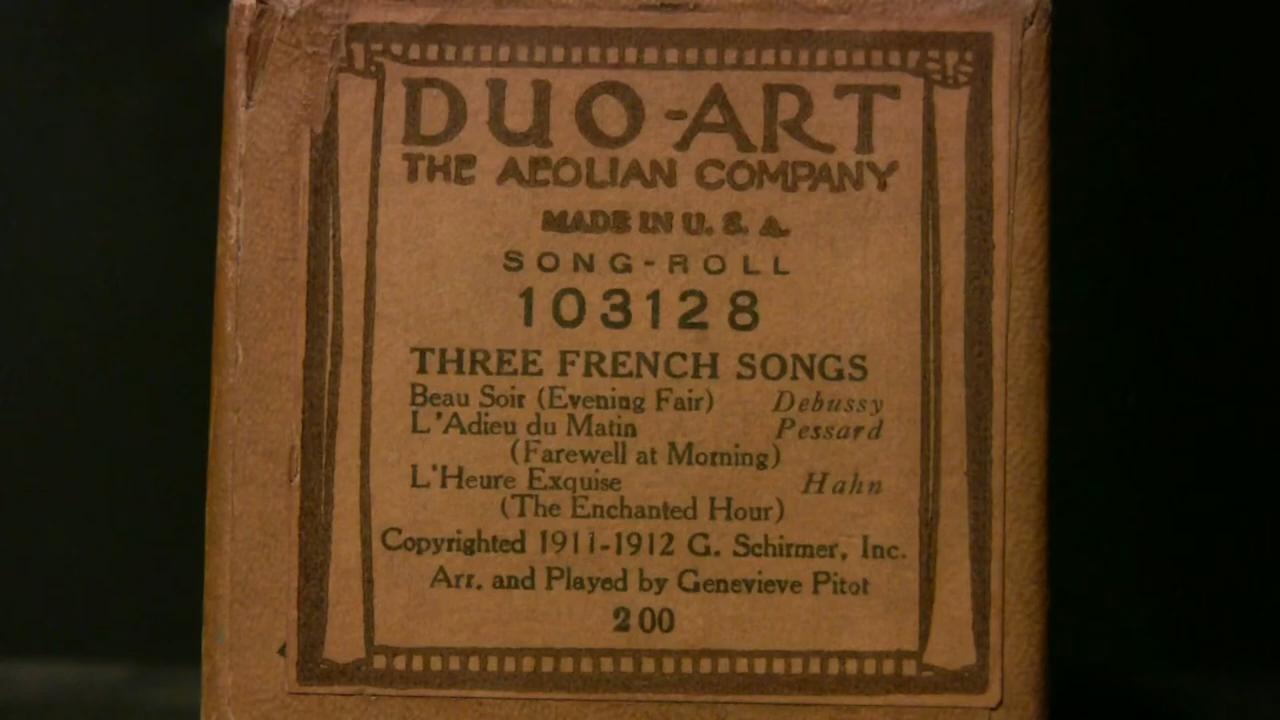 DUO-ART
THE AEOLIAN COMPANY
MADE IN U. S. A.
SONG-ROLL
103128
THREE FRENCH SONGS
Beau Soir (Evening Fair) Debussy
L'Adieu du Matin Pessard
(Farewell at Morning)
L'Heure Exquise Hahn
(The Enchanted Hour)
Copyrighted 1911-1912 G. Schirmer, Inc.
Arr. and Played by Genevieve Pitot
200